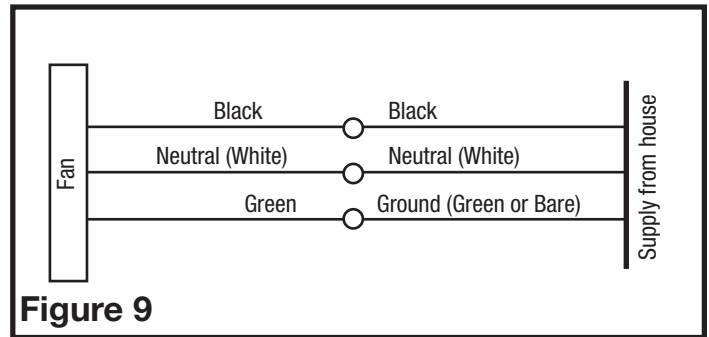 Black
Black
Neutral (White)
Neutral (White)
Green
Ground (Green or Bare)
Fan
Supply from house
Figure 9